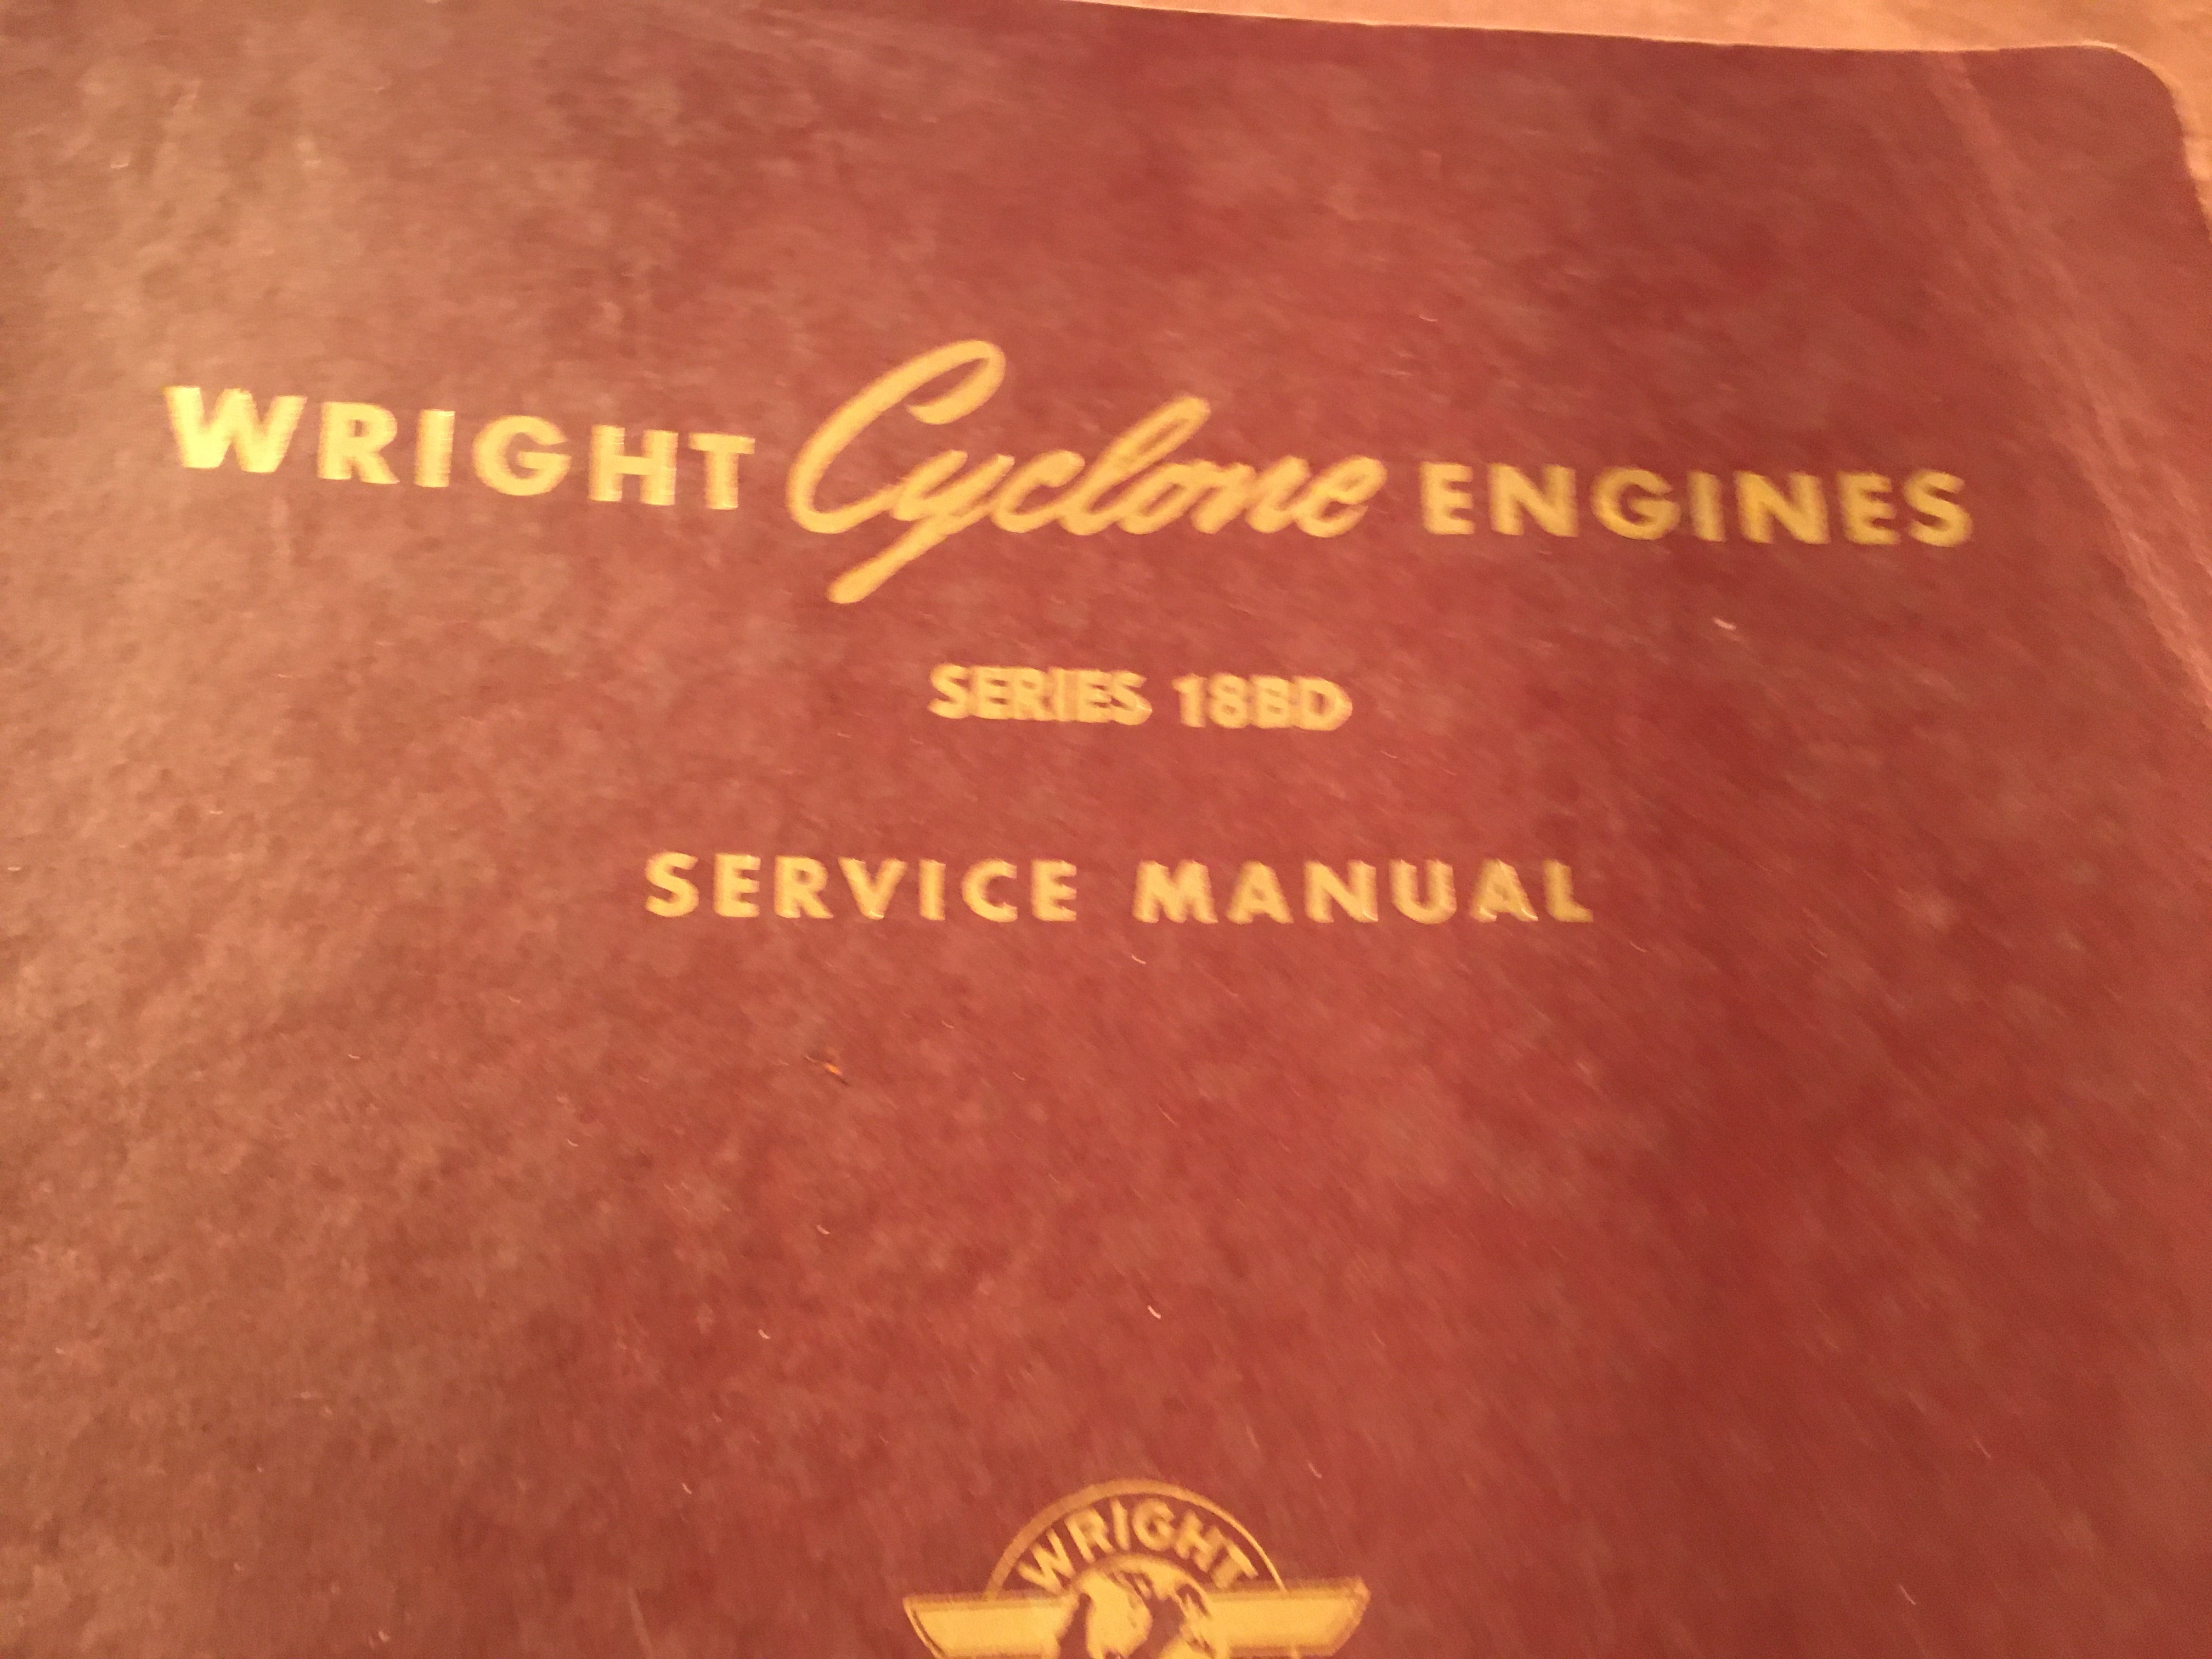 WRIGHT Cyclone ENGINES
SERIES 18BD
SERVICE MANUAL
WRIGHT